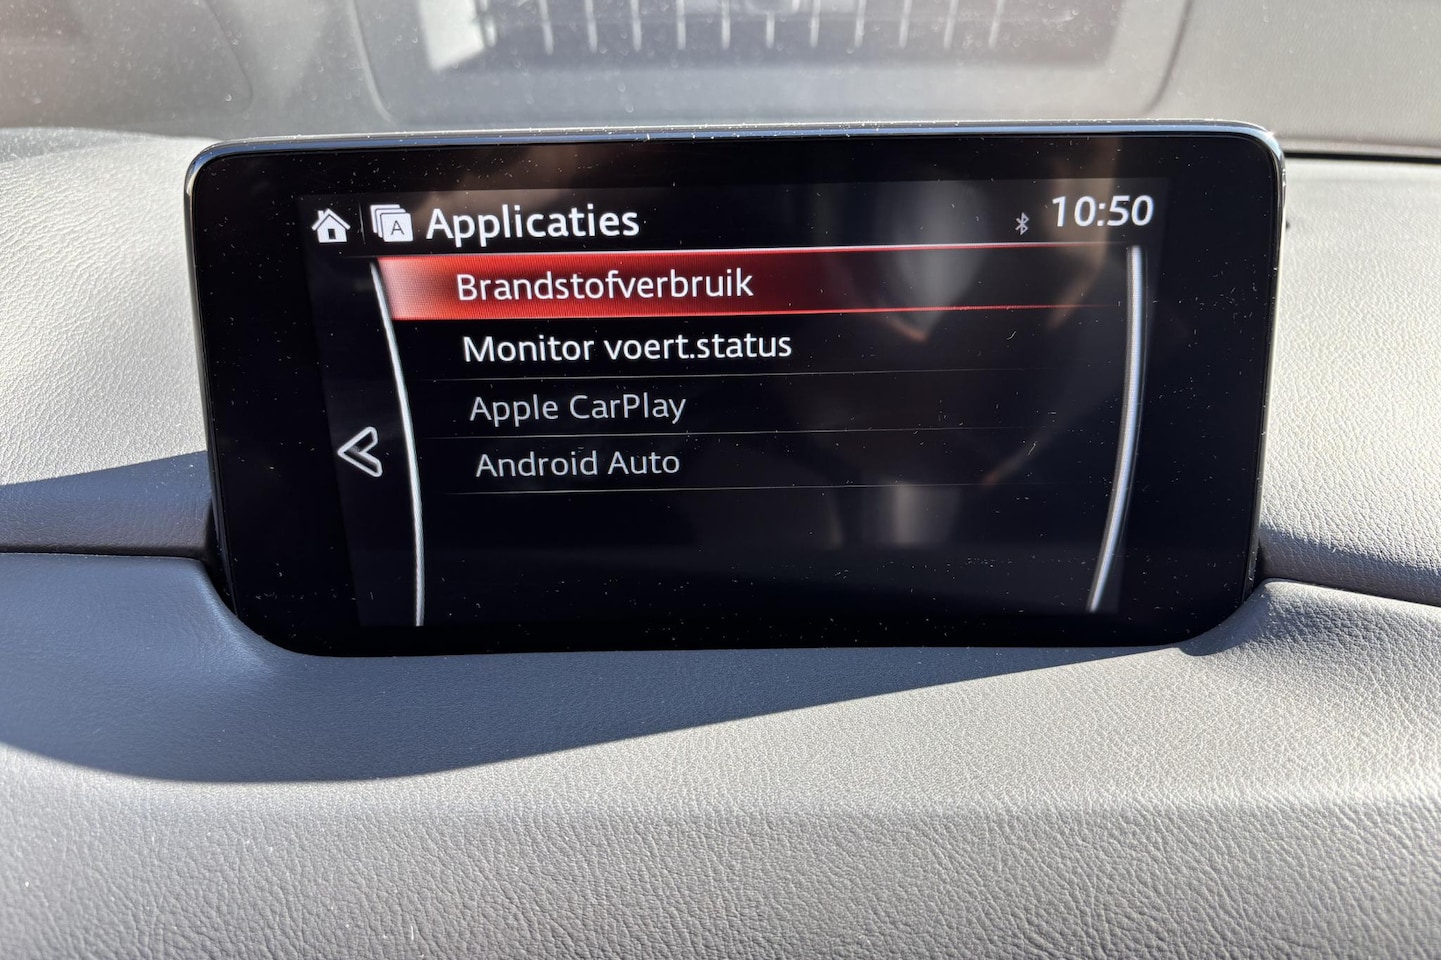 Applicaties 10:50
Brandstofverbruik
Monitor voert.status
Apple CarPlay
Android Auto